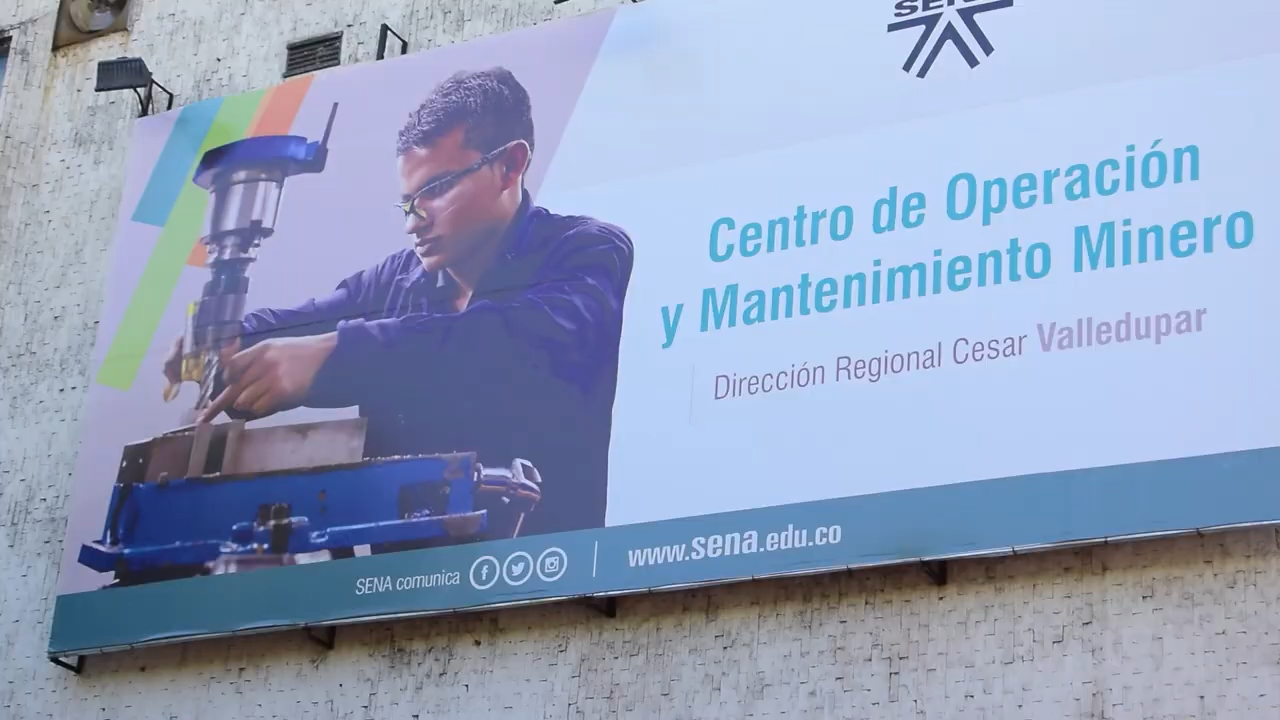 SENA
Centro de Operación
y Mantenimiento Minero
Dirección Regional Cesar Valledupar
SENA comunica
www.sena.edu.co